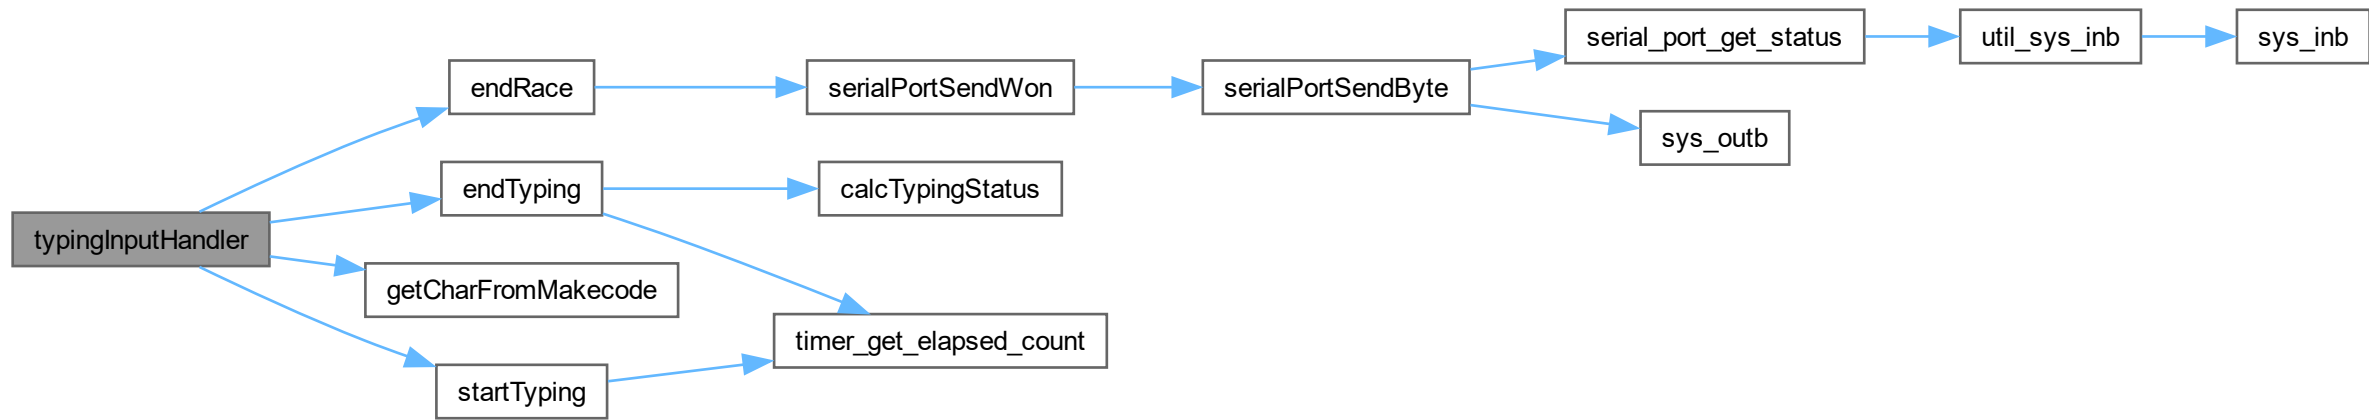 typingInputHandler
endRace
endTyping
getCharFromMakecode
startTyping
serialPortSendWon
calcTypingStatus
timer_get_elapsed_count
serialPortSendByte
serial_port_get_status
sys_outb
util_sys_inb
sys_inb